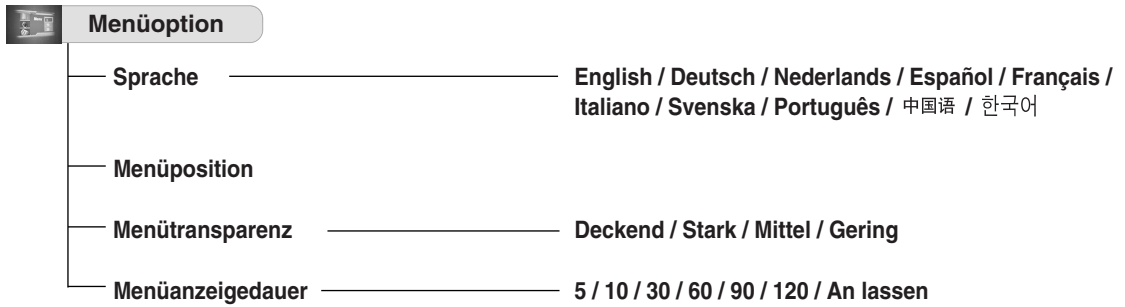 Menüoption
Sprache English / Deutsch / Nederlands / Español / Français /
Italiano / Svenska / Português / 中国语 / 한국어
Menüposition
Menütransparenz Deckend / Stark / Mittel / Gering
Menüanzeigedauer 5 / 10 / 30 / 60 / 90 / 120 / An lassen